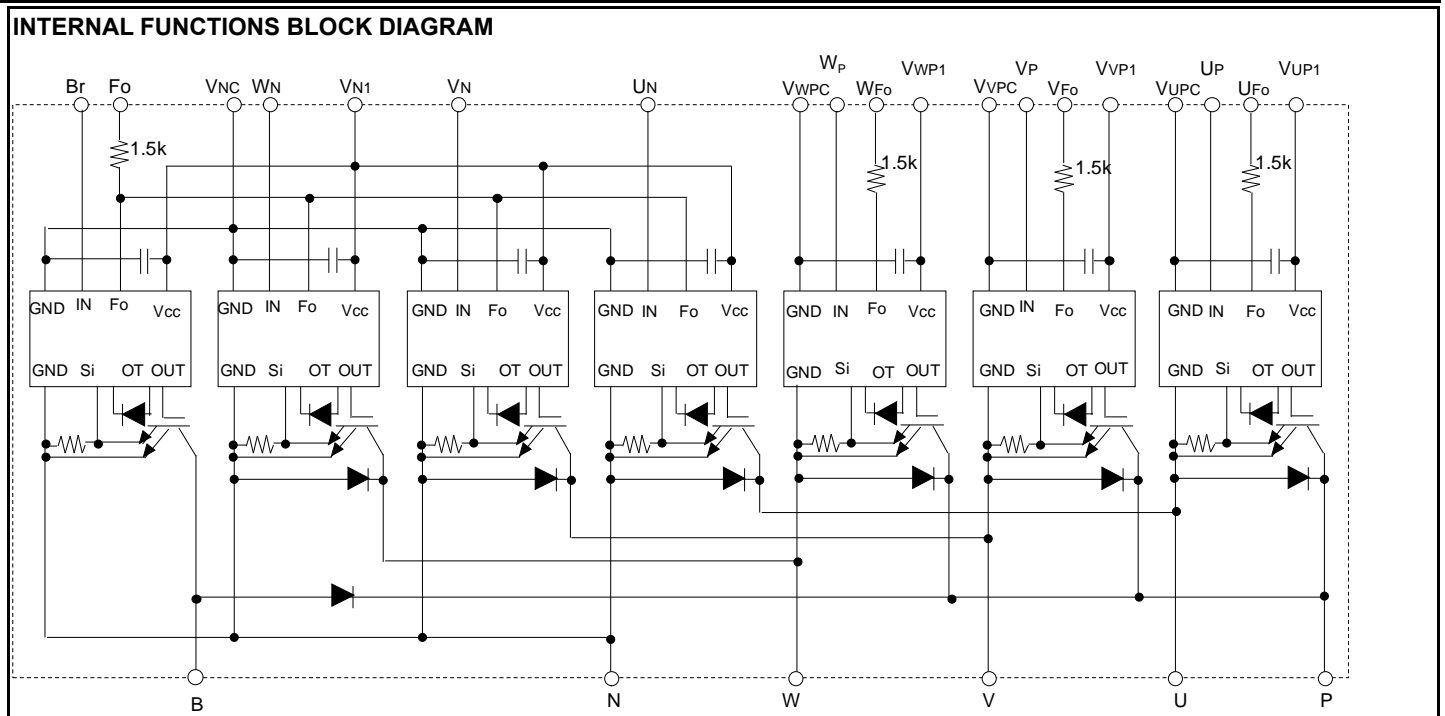 INTERNAL FUNCTIONS BLOCK DIAGRAM
WP VWP1 VP VVP1 UP VUP1
Br Fo VNC WN VN1 VN UN VWPC WFo VVPC VFo VUPC UFo
1.5k 1.5k 1.5k 1.5k
GND IN Fo Vcc GND IN Fo Vcc GND IN Fo Vcc GND IN Fo Vcc GND IN Fo Vcc GND IN Fo Vcc GND IN Fo Vcc
GND Si OT OUT GND Si OT OUT GND Si OT OUT GND Si OT OUT GND Si OT OUT GND Si OT OUT GND Si OT OUT
B N W V U P